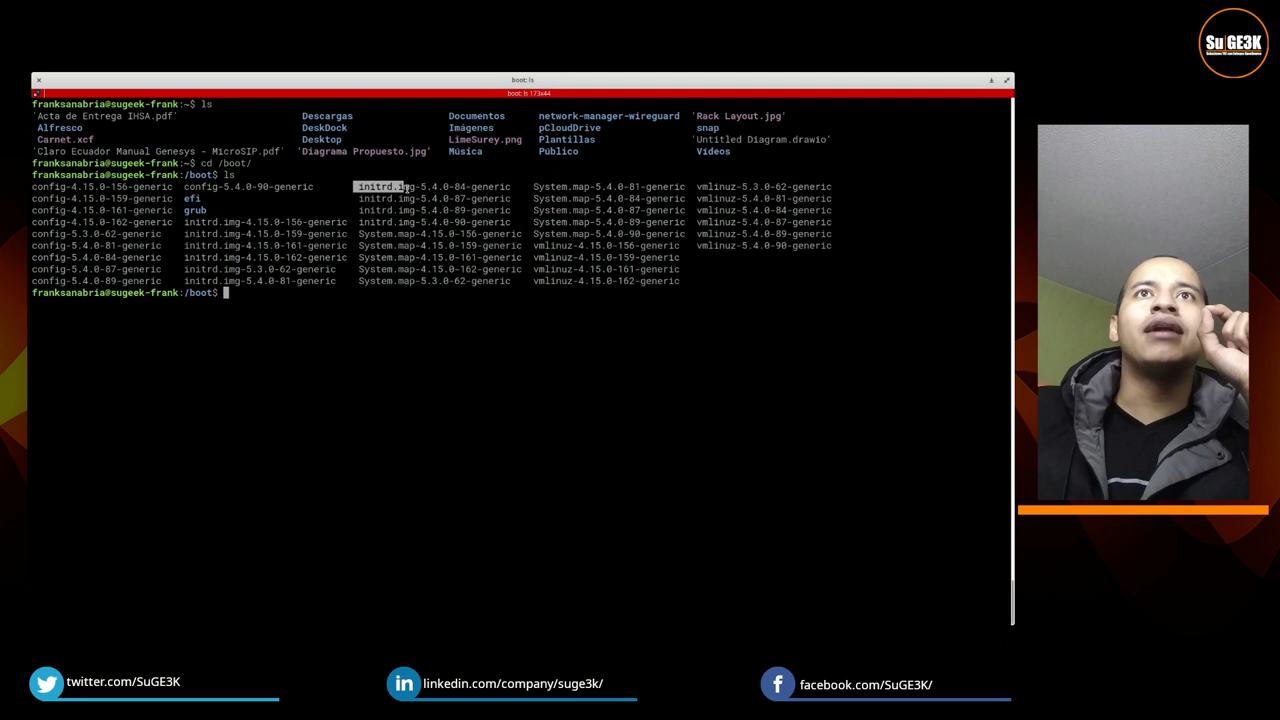 SuGE3K
boot: ls
boot: ls 173x44
franksanabria@sugeek-frank:~$ ls
'Acta de Entrega IHSA.pdf' Descargas Documentos network-manager-wireguard 'Rack Layout.jpg'
Alfresco DeskDock Imágenes pCloudDrive snap
Carnet.xcf Desktop LimeSurey.png Plantillas 'Untitled Diagram.drawio'
'Claro Ecuador Manual Genesys - MicroSIP.pdf' 'Diagrama Propuesto.jpg' Música Público Vídeos
franksanabria@sugeek-frank:~$ cd /boot/
franksanabria@sugeek-frank:/boot$ ls
config-4.15.0-156-generic config-5.4.0-90-generic initrd.img-5.4.0-84-generic System.map-5.4.0-81-generic vmlinuz-5.3.0-62-generic
config-4.15.0-159-generic efi initrd.img-5.4.0-87-generic System.map-5.4.0-84-generic vmlinuz-5.4.0-81-generic
config-4.15.0-161-generic grub initrd.img-5.4.0-89-generic System.map-5.4.0-87-generic vmlinuz-5.4.0-84-generic
config-4.15.0-162-generic initrd.img-4.15.0-156-generic initrd.img-5.4.0-90-generic System.map-5.4.0-89-generic vmlinuz-5.4.0-87-generic
config-5.3.0-62-generic initrd.img-4.15.0-159-generic System.map-4.15.0-156-generic System.map-5.4.0-90-generic vmlinuz-5.4.0-89-generic
config-5.4.0-81-generic initrd.img-4.15.0-161-generic System.map-4.15.0-159-generic vmlinuz-4.15.0-156-generic vmlinuz-5.4.0-90-generic
config-5.4.0-84-generic initrd.img-4.15.0-162-generic System.map-4.15.0-161-generic vmlinuz-4.15.0-159-generic
config-5.4.0-87-generic initrd.img-5.3.0-62-generic System.map-4.15.0-162-generic vmlinuz-4.15.0-161-generic
config-5.4.0-89-generic initrd.img-5.4.0-81-generic System.map-5.3.0-62-generic vmlinuz-4.15.0-162-generic
franksanabria@sugeek-frank:/boot$
twitter.com/SuGE3K
in linkedin.com/company/suge3k/
f facebook.com/SuGE3K/